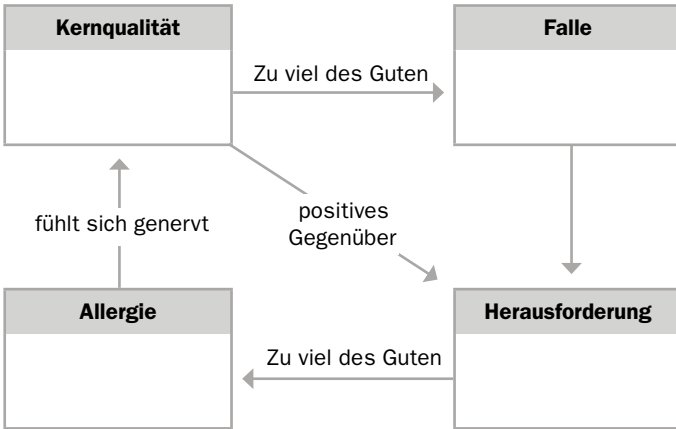 Kernqualität
Falle
Zu viel des Guten
fühlt sich genervt
positives
Gegenüber
Allergie
Herausforderung
Zu viel des Guten